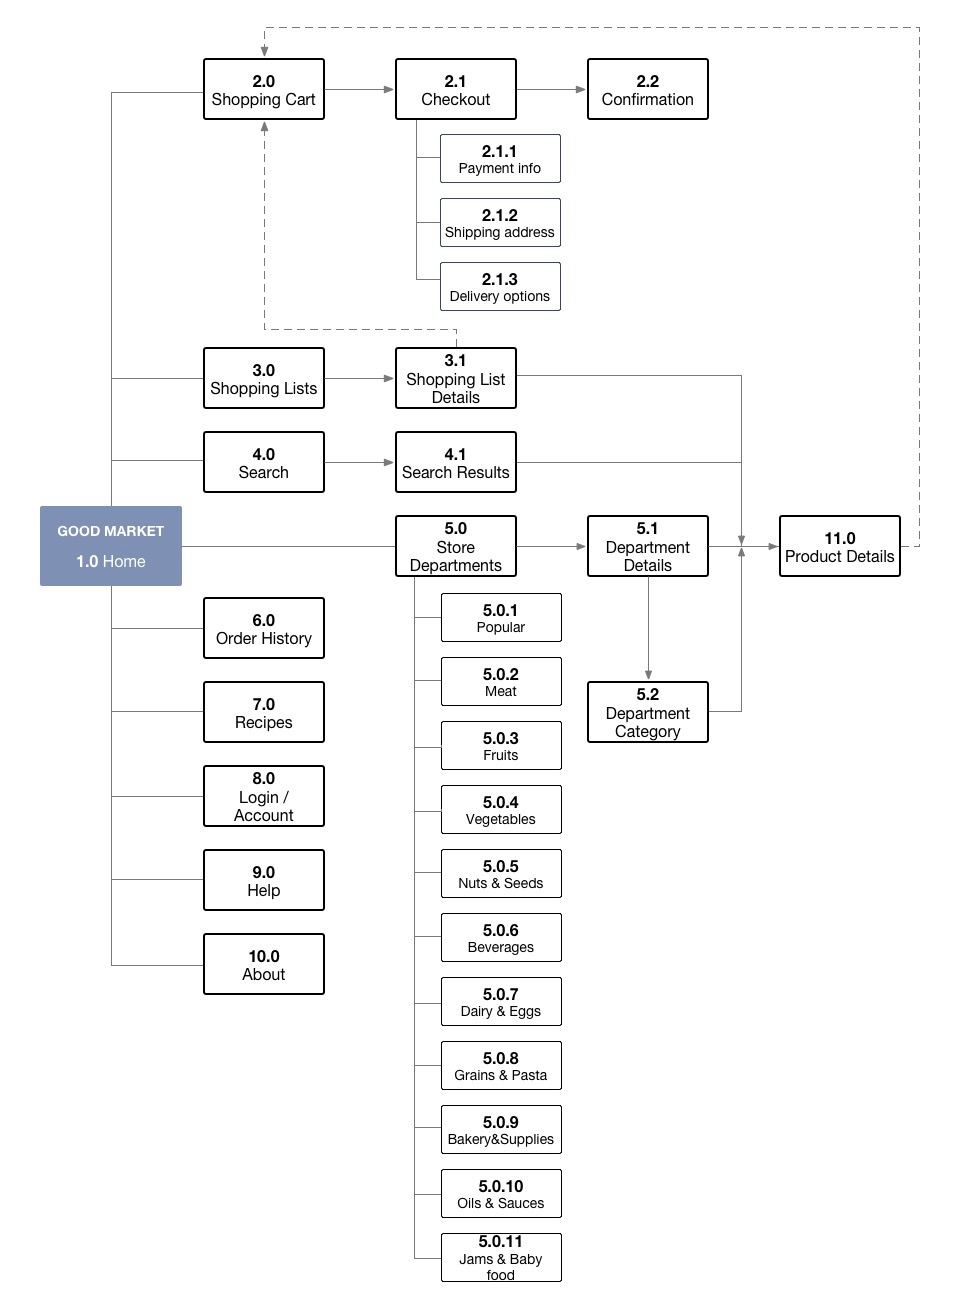 2.0
Shopping Cart
2.1
Checkout
2.2
Confirmation
2.1.1
Payment info
2.1.2
Shipping address
2.1.3
Delivery options
3.0
Shopping Lists
3.1
Shopping List
Details
4.0
Search
4.1
Search Results
GOOD MARKET
1.0 Home
5.0
Store
Departments
5.1
Department
Details
11.0
Product Details
5.2
Department
Category
6.0
Order History
7.0
Recipes
8.0
Login /
Account
9.0
Help
10.0
About
5.0.1
Popular
5.0.2
Meat
5.0.3
Fruits
5.0.4
Vegetables
5.0.5
Nuts & Seeds
5.0.6
Beverages
5.0.7
Dairy & Eggs
5.0.8
Grains & Pasta
5.0.9
Bakery&Supplies
5.0.10
Oils & Sauces
5.0.11
Jams & Baby
food